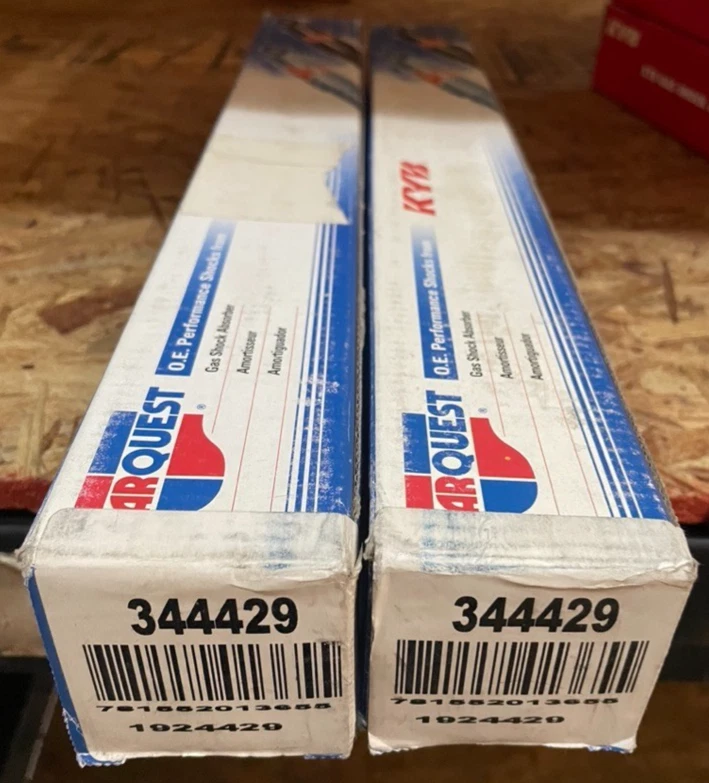 O.E. Performance Shocks from
Gas Shock Absorber
Amortisseur
Amortiguador
ARQUEST®
344429
1924429
KYB
O.E. Performance Shocks from
Gas Shock Absorber
Amortisseur
Amortiguador
ARQUEST®
344429
1924429
KYB